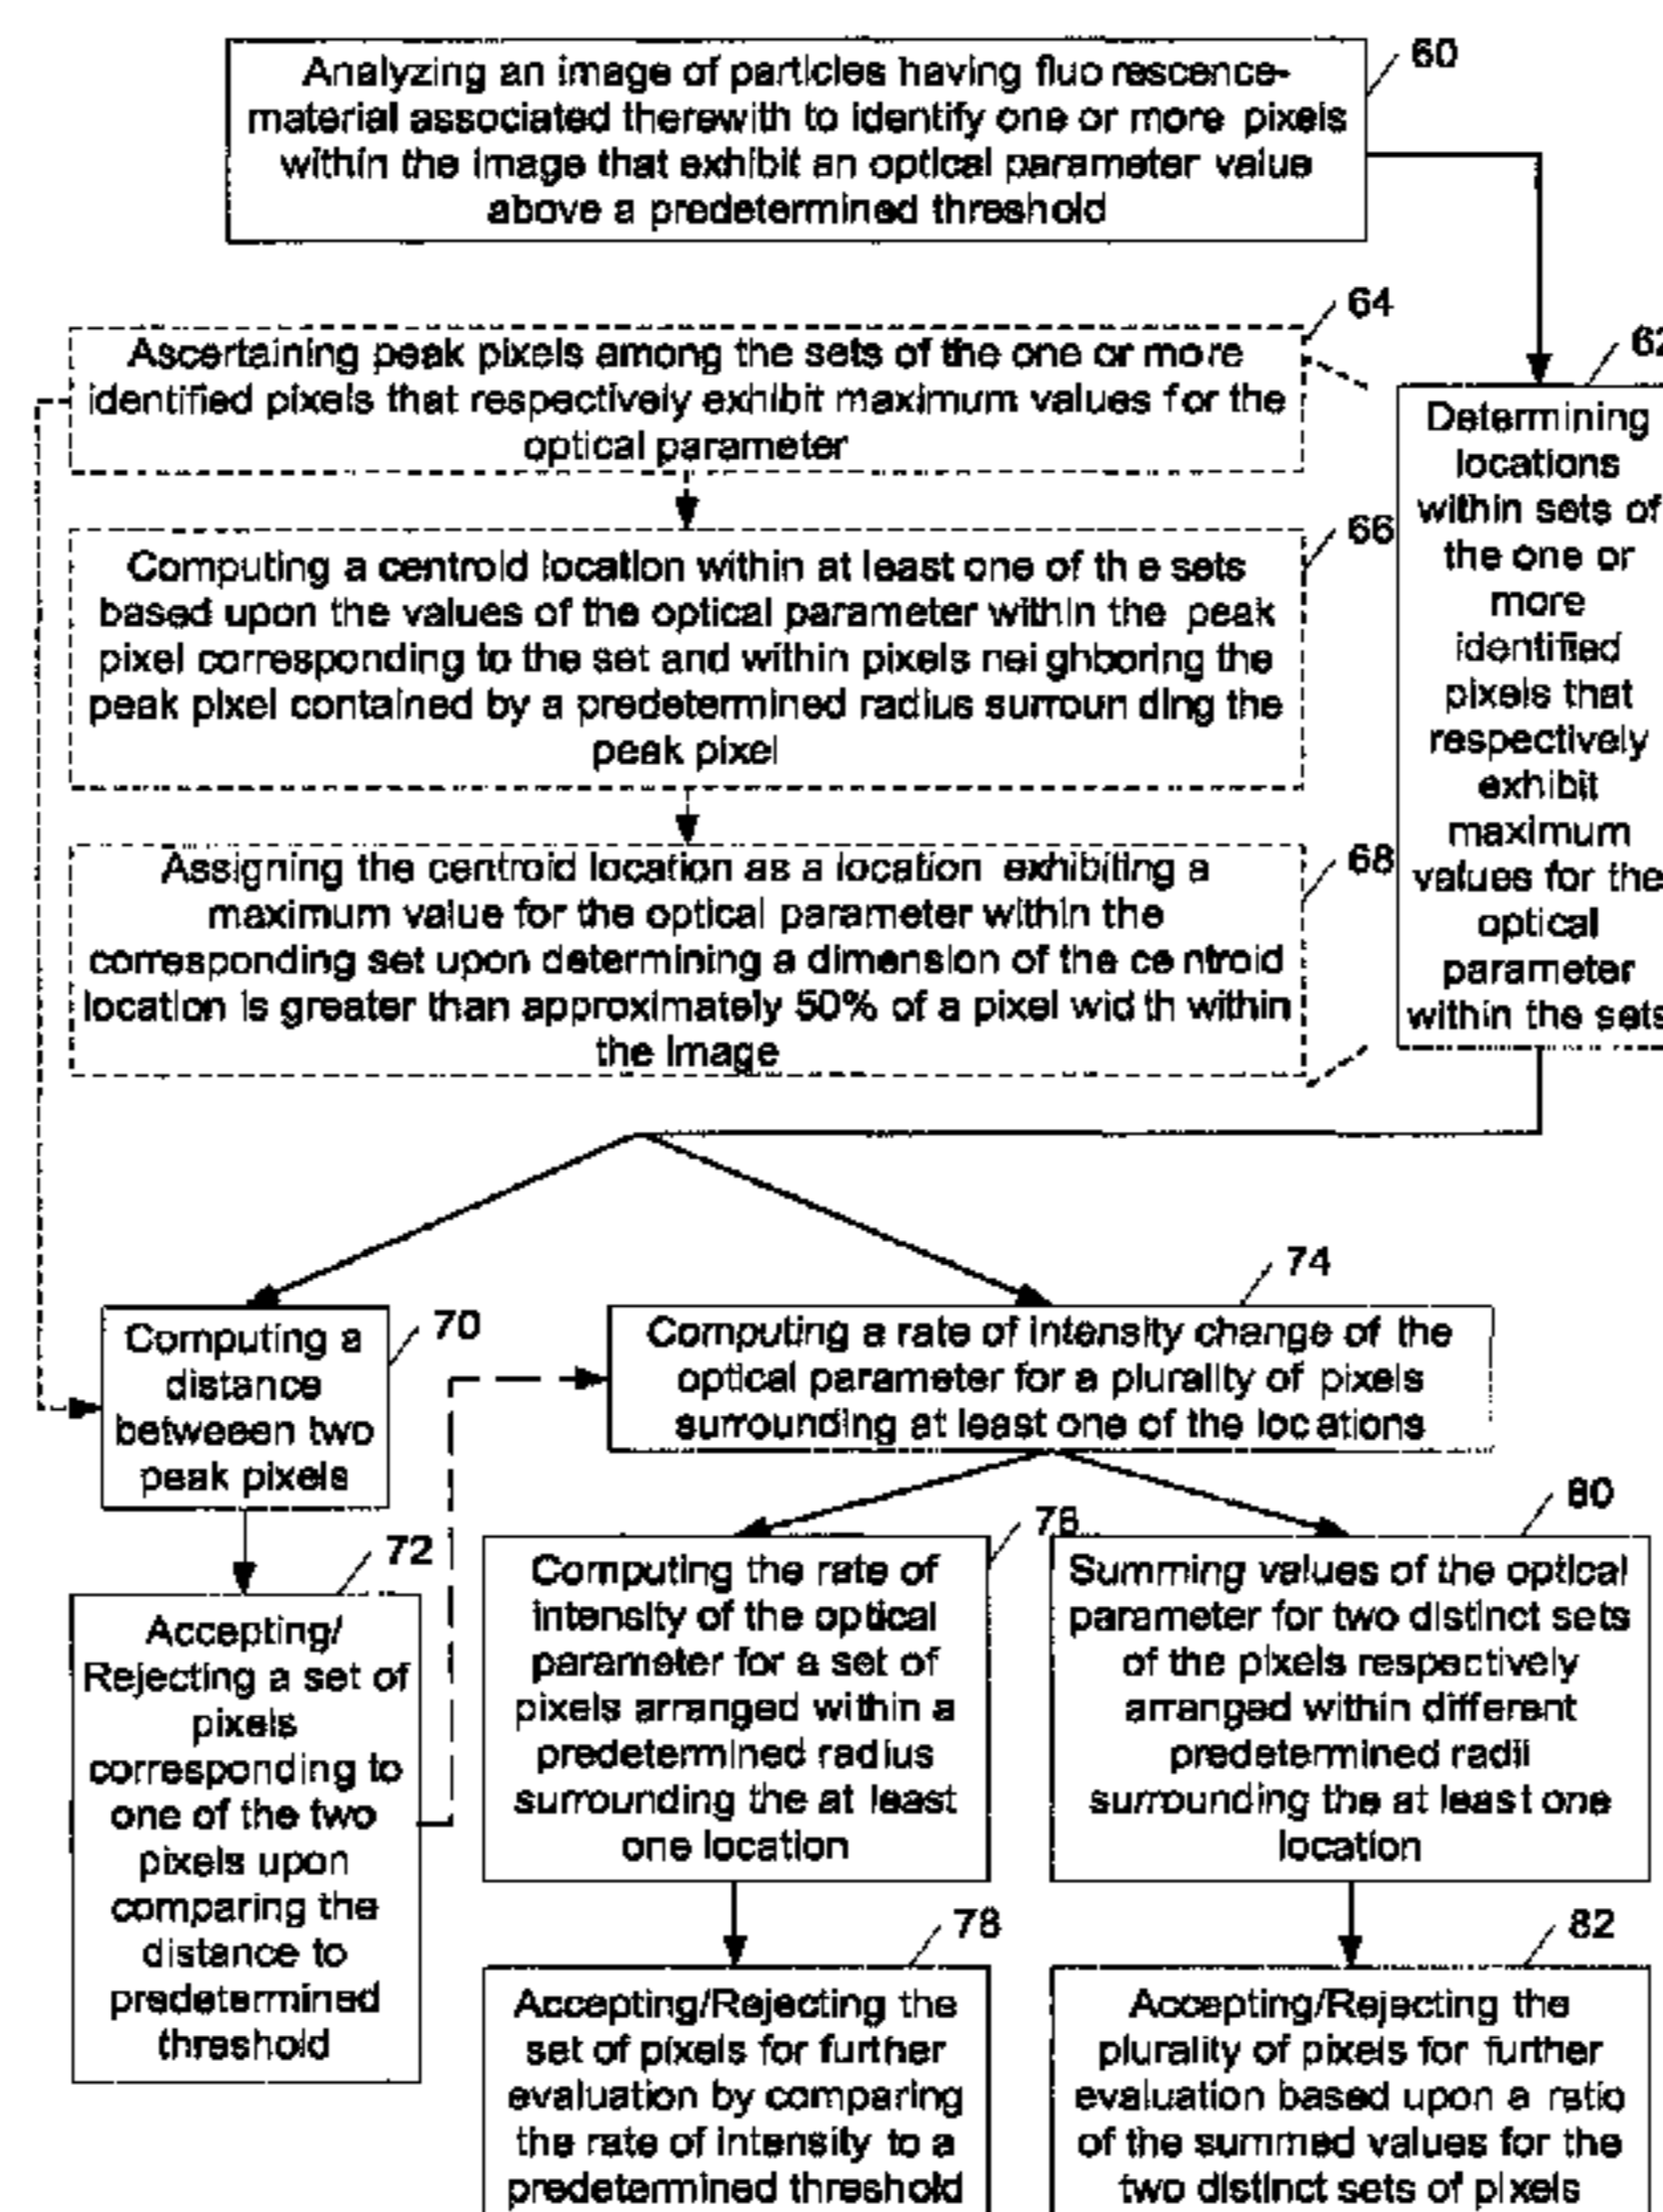 60
Analyzing an image of particles having fluorescence-
material associated therewith to identify one or more pixels
within the image that exhibit an optical parameter value
above a predetermined threshold
64
Ascertaining peak pixels among the sets of the one or more
identified pixels that respectively exhibit maximum values for the
optical parameter
62
Determining
locations
within sets of
the one or
more
identified
pixels that
respectively
exhibit
maximum
values for the
optical
parameter
within the sets
66
Computing a centroid location within at least one of the sets
based upon the values of the optical parameter within the peak
pixel corresponding to the set and within pixels neighboring the
peak pixel contained by a predetermined radius surrounding the
peak pixel
68
Assigning the centroid location as a location exhibiting a
maximum value for the optical parameter within the
corresponding set upon determining a dimension of the centroid
location is greater than approximately 50% of a pixel width within
the image
70
Computing a
distance
betweeen two
peak pixels
74
Computing a rate of intensity change of the
optical parameter for a plurality of pixels
surrounding at least one of the locations
72
Accepting/
Rejecting a set of
pixels
corresponding to
one of the two
pixels upon
comparing the
distance to
predetermined
threshold
76
Computing the rate of
intensity of the optical
parameter for a set of
pixels arranged within a
predetermined radius
surrounding the at least
one location
80
Summing values of the optical
parameter for two distinct sets
of the pixels respectively
arranged within different
predetermined radii
surrounding the at least one
location
78
Accepting/Rejecting the
set of pixels for further
evaluation by comparing
the rate of intensity to a
predetermined threshold
82
Accepting/Rejecting the
plurality of pixels for further
evaluation based upon a ratio
of the summed values for the
two distinct sets of pixels